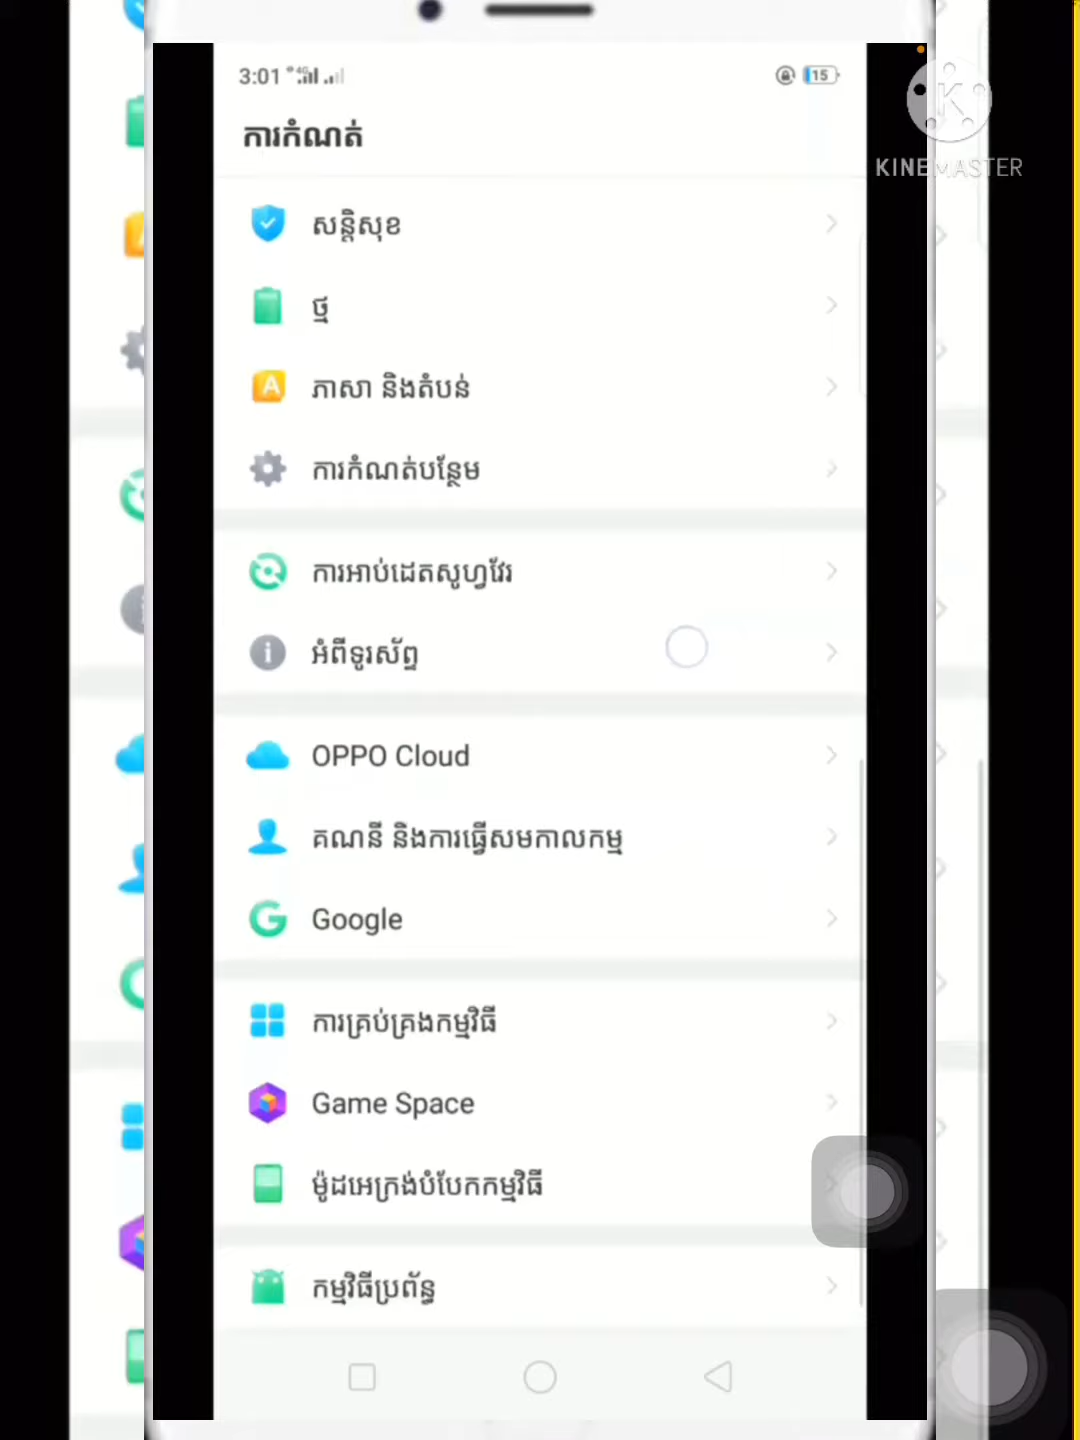 3:01 4G 15
ការកំណត់
KINEMASTER
សន្តិសុខ
ថ្ម
ភាសា និងតំបន់
ការកំណត់បន្ថែម
ការអាប់ដេតសូហ្វវែរ
អំពីទូរស័ព្ទ
OPPO Cloud
គណនី និងការធ្វើសមកាលកម្ម
Google
ការគ្រប់គ្រងកម្មវិធី
Game Space
ម៉ូដអេក្រង់បំបែកកម្មវិធី
កម្មវិធីប្រព័ន្ធ